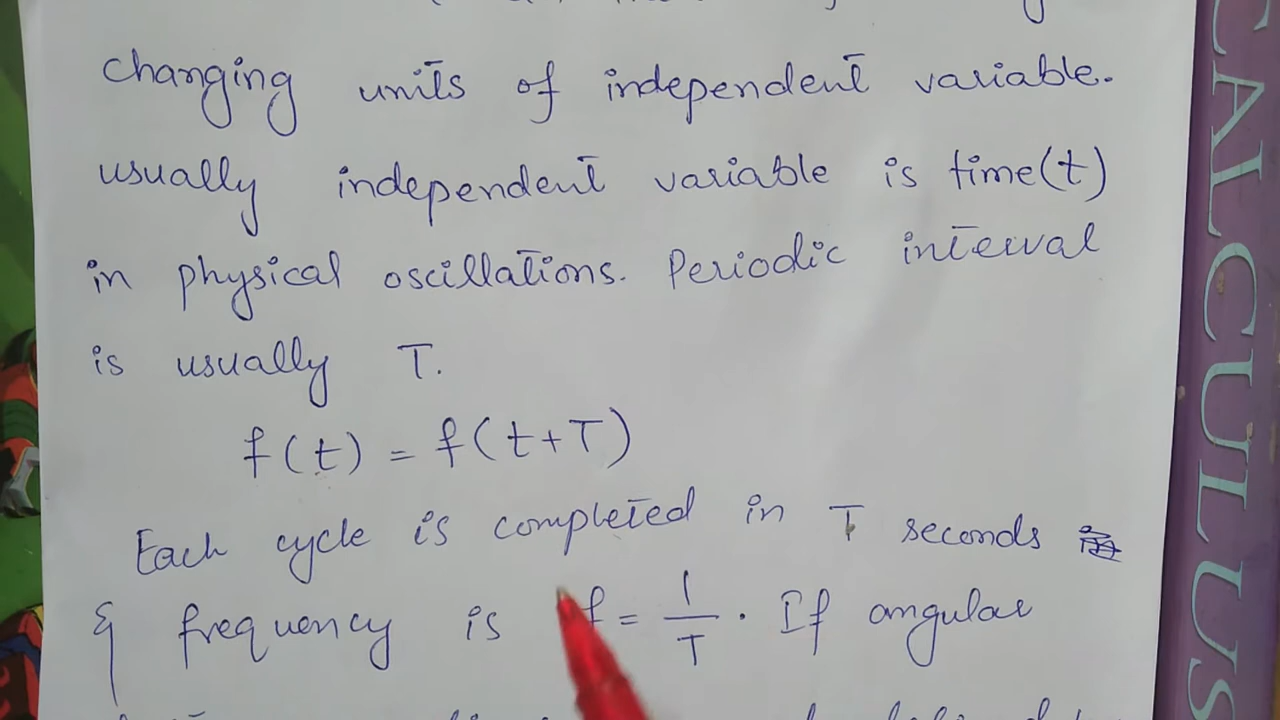 changing units of independent variable.
usually independent variable is time(t)
in physical oscillations. Periodic interval
is usually T.
f(t) = f(t+T)
Each cycle is completed in T seconds
& frequency is f = 1/T . If angular
CALCULUS